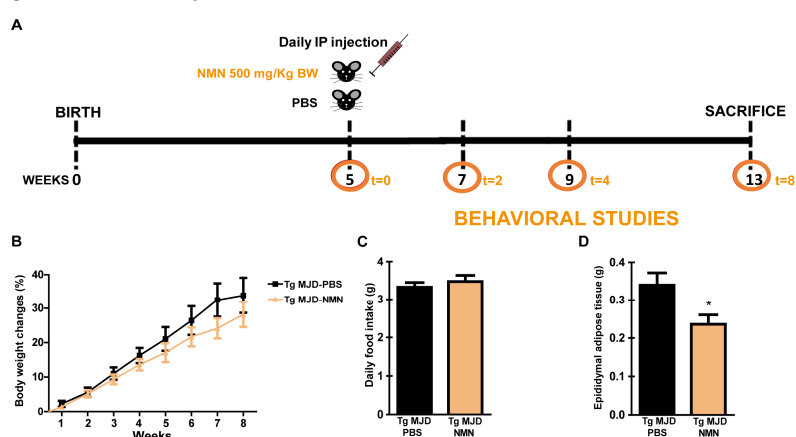 A
Daily IP injection
NMN 500 mg/Kg BW
PBS
BIRTH
SACRIFICE
WEEKS 0
5 t=0
7 t=2
9 t=4
13 t=8
BEHAVIORAL STUDIES
B
Body weight changes (%)
40
30
20
10
0
1 2 3 4 5 6 7 8
Weeks
Tg MJD-PBS
Tg MJD-NMN
C
Daily food intake (g)
4
3
2
1
0
Tg MJD PBS
Tg MJD NMN
D
Epididymal adipose tissue (g)
0.4
0.3
0.2
0.1
0.0
*
Tg MJD PBS
Tg MJD NMN